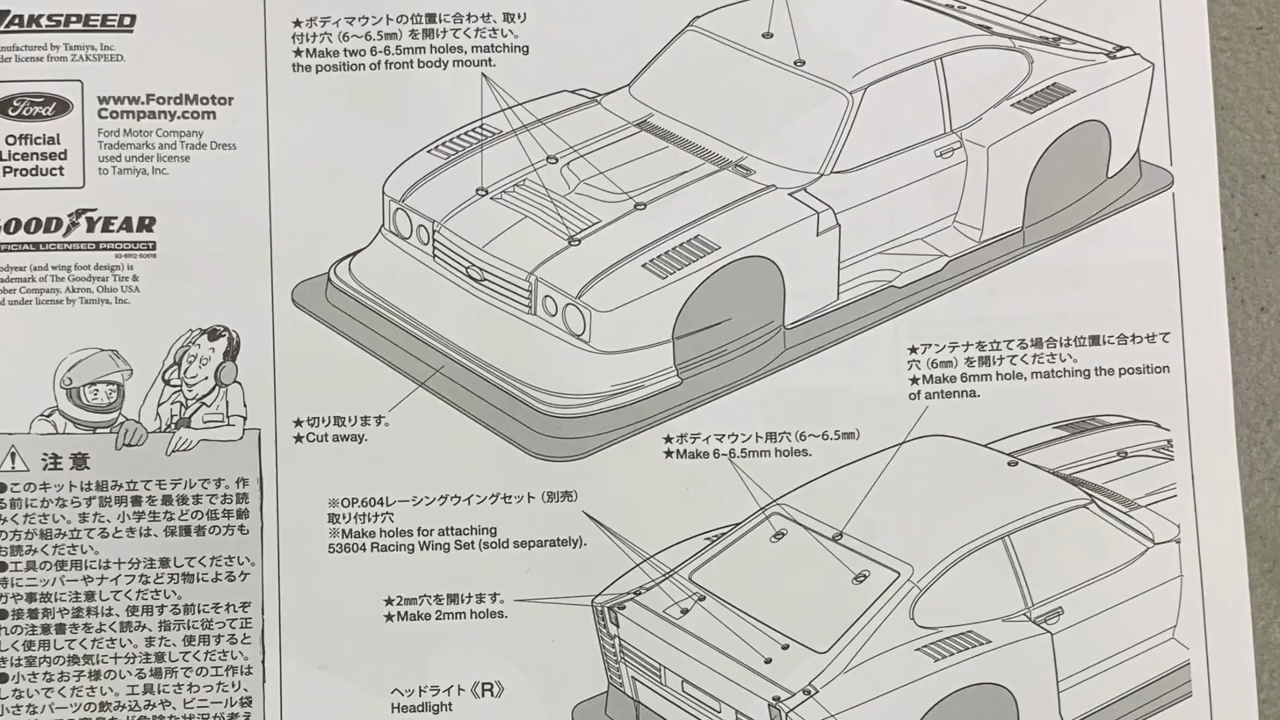 ZAKSPEED
Manufactured by Tamiya, Inc.
under license from ZAKSPEED.
Ford
Official
Licensed
Product
www.FordMotor
Company.com
Ford Motor Company
Trademarks and Trade Dress
used under license
to Tamiya, Inc.
GOOD YEAR
OFFICIAL LICENSED PRODUCT
Goodyear (and wing foot design) is
trademark of The Goodyear Tire &
Rubber Company, Akron, Ohio USA
used under license by Tamiya, Inc.
注意
●このキットは組み立てモデルです。作
る前にかならず説明書を最後までお読
みください。また、小学生などの低年齢
の方が組み立てるときは、保護者の方も
お読みください。
●工具の使用には十分注意してください。
特にニッパーやナイフなど刃物によるケ
ガや事故に注意してください。
●接着剤や塗料は、使用する前にそれぞ
れの注意書きをよく読み、指示に従って正
しく使用してください。また、使用すると
きは室内の換気に十分注意してください。
●小さなお子様のいる場所での工作は
しないでください。工具にさわったり、
小さなパーツの飲み込みや、ビニール袋
★ボディマウントの位置に合わせ、取り
付け穴（6〜6.5㎜）を開けてください。
★Make two 6-6.5mm holes, matching
the position of front body mount.
★切り取ります。
★Cut away.
★アンテナを立てる場合は位置に合わせて
穴（6㎜）を開けてください。
★Make 6mm hole, matching the position
of antenna.
★ボディマウント用穴（6〜6.5㎜）
★Make 6~6.5mm holes.
※OP.604レーシングウイングセット（別売）
取り付け穴
※Make holes for attaching
53604 Racing Wing Set (sold separately).
★2㎜穴を開けます。
★Make 2mm holes.
ヘッドライト《R》
Headlight